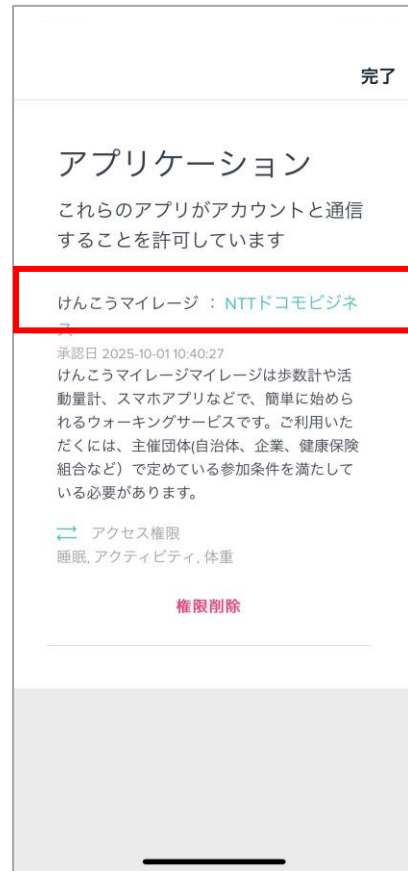 完了
アプリケーション
これらのアプリがアカウントと通信
することを許可しています
けんこうマイレージ ： NTTドコモビジネ
ス
承認日 2025-10-01 10:40:27
けんこうマイレージマイレージは歩数計や活
動量計、スマホアプリなどで、簡単に始めら
れるウォーキングサービスです。ご利用いた
だくには、主催団体(自治体、企業、健康保険
組合など）で定めている参加条件を満たして
いる必要があります。
アクセス権限
睡眠, アクティビティ, 体重
権限削除